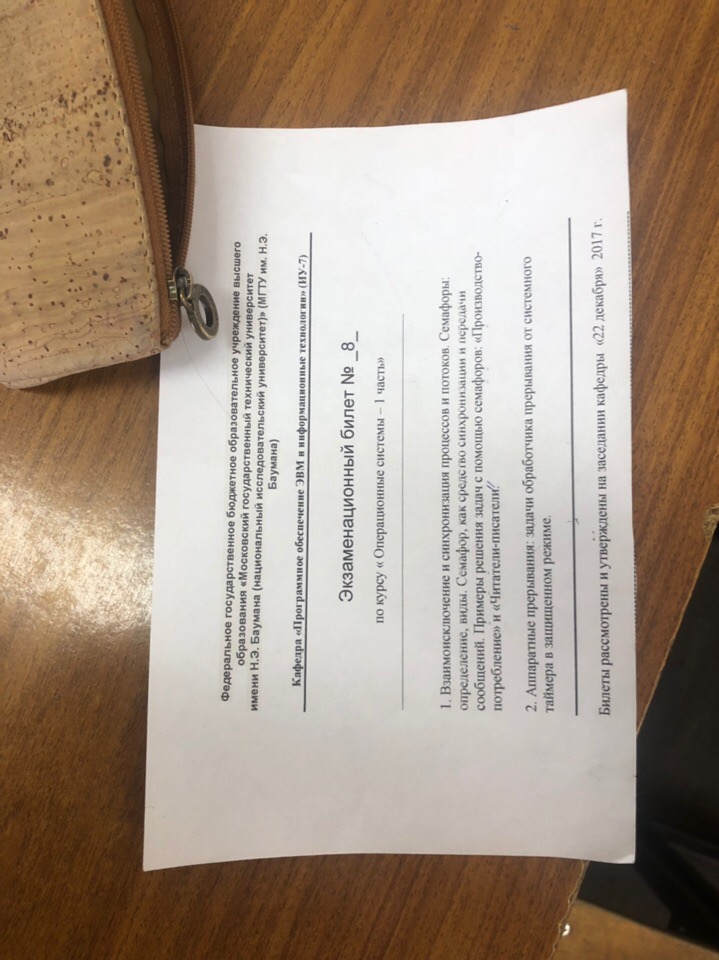 Федеральное государственное бюджетное образовательное учреждение высшего
образования «Московский государственный технический университет
имени Н.Э. Баумана (национальный исследовательский университет)» (МГТУ им. Н.Э.
Баумана)
Кафедра «Программное обеспечение ЭВМ и информационные технологии» (ИУ-7)
Экзаменационный билет № _8_
по курсу « Операционные системы – 1 часть»
1. Взаимоисключение и синхронизация процессов и потоков. Семафоры:
определение, виды. Семафор, как средство синхронизации и передачи
сообщений. Примеры решения задач с помощью семафоров: «Производство-
потребление» и «Читатели-писатели».
2. Аппаратные прерывания: задачи обработчика прерывания от системного
таймера в защищенном режиме.
Билеты рассмотрены и утверждены на заседании кафедры «22 декабря» 2017 г.